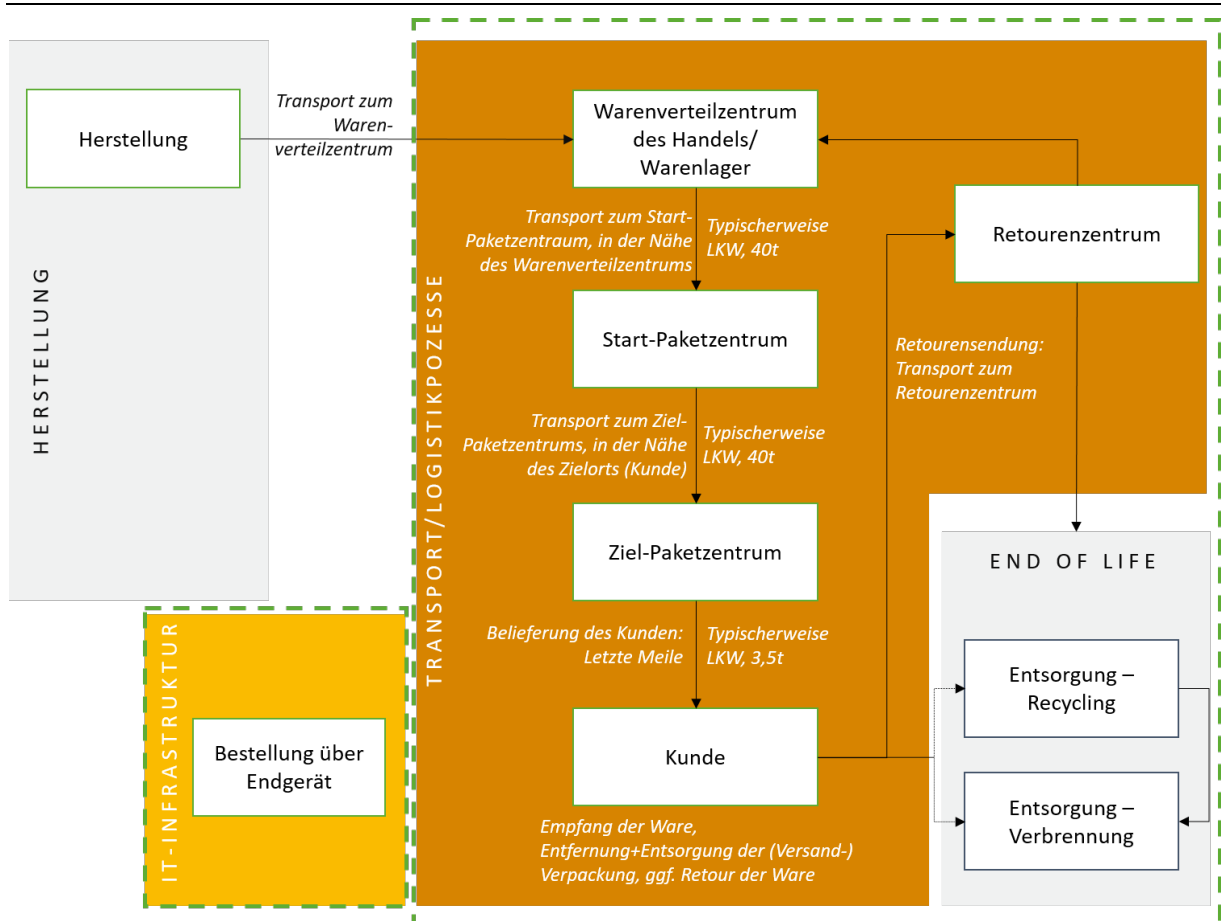 HERSTELLUNG
Herstellung
Transport zum
Waren-
verteilzentrum
TRANSPORT/LOGISTIKPOZESSE
Warenverteilzentrum
des Handels/
Warenlager
Transport zum Start-
Paketzentraum, in der Nähe
des Warenverteilzentrums
Typischerweise
LKW, 40t
Retourenzentrum
Start-Paketzentrum
Retourensendung:
Transport zum
Retourenzentrum
Transport zum Ziel-
Paketzentrums, in der Nähe
des Zielorts (Kunde)
Typischerweise
LKW, 40t
Ziel-Paketzentrum
Belieferung des Kunden:
Letzte Meile
Typischerweise
LKW, 3,5t
Kunde
Empfang der Ware,
Entfernung+Entsorgung der (Versand-)
Verpackung, ggf. Retour der Ware
END OF LIFE
Entsorgung –
Recycling
Entsorgung –
Verbrennung
IT-INFRASTRUKTUR
Bestellung über
Endgerät